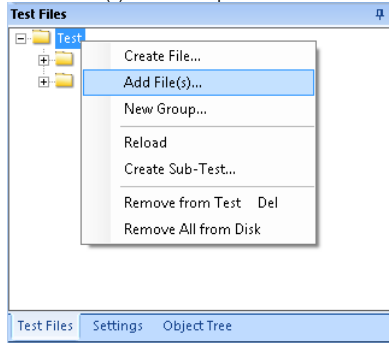 Test Files
Test
Create File...
Add File(s)...
New Group...
Reload
Create Sub-Test...
Remove from Test Del
Remove All from Disk
Test Files Settings Object Tree